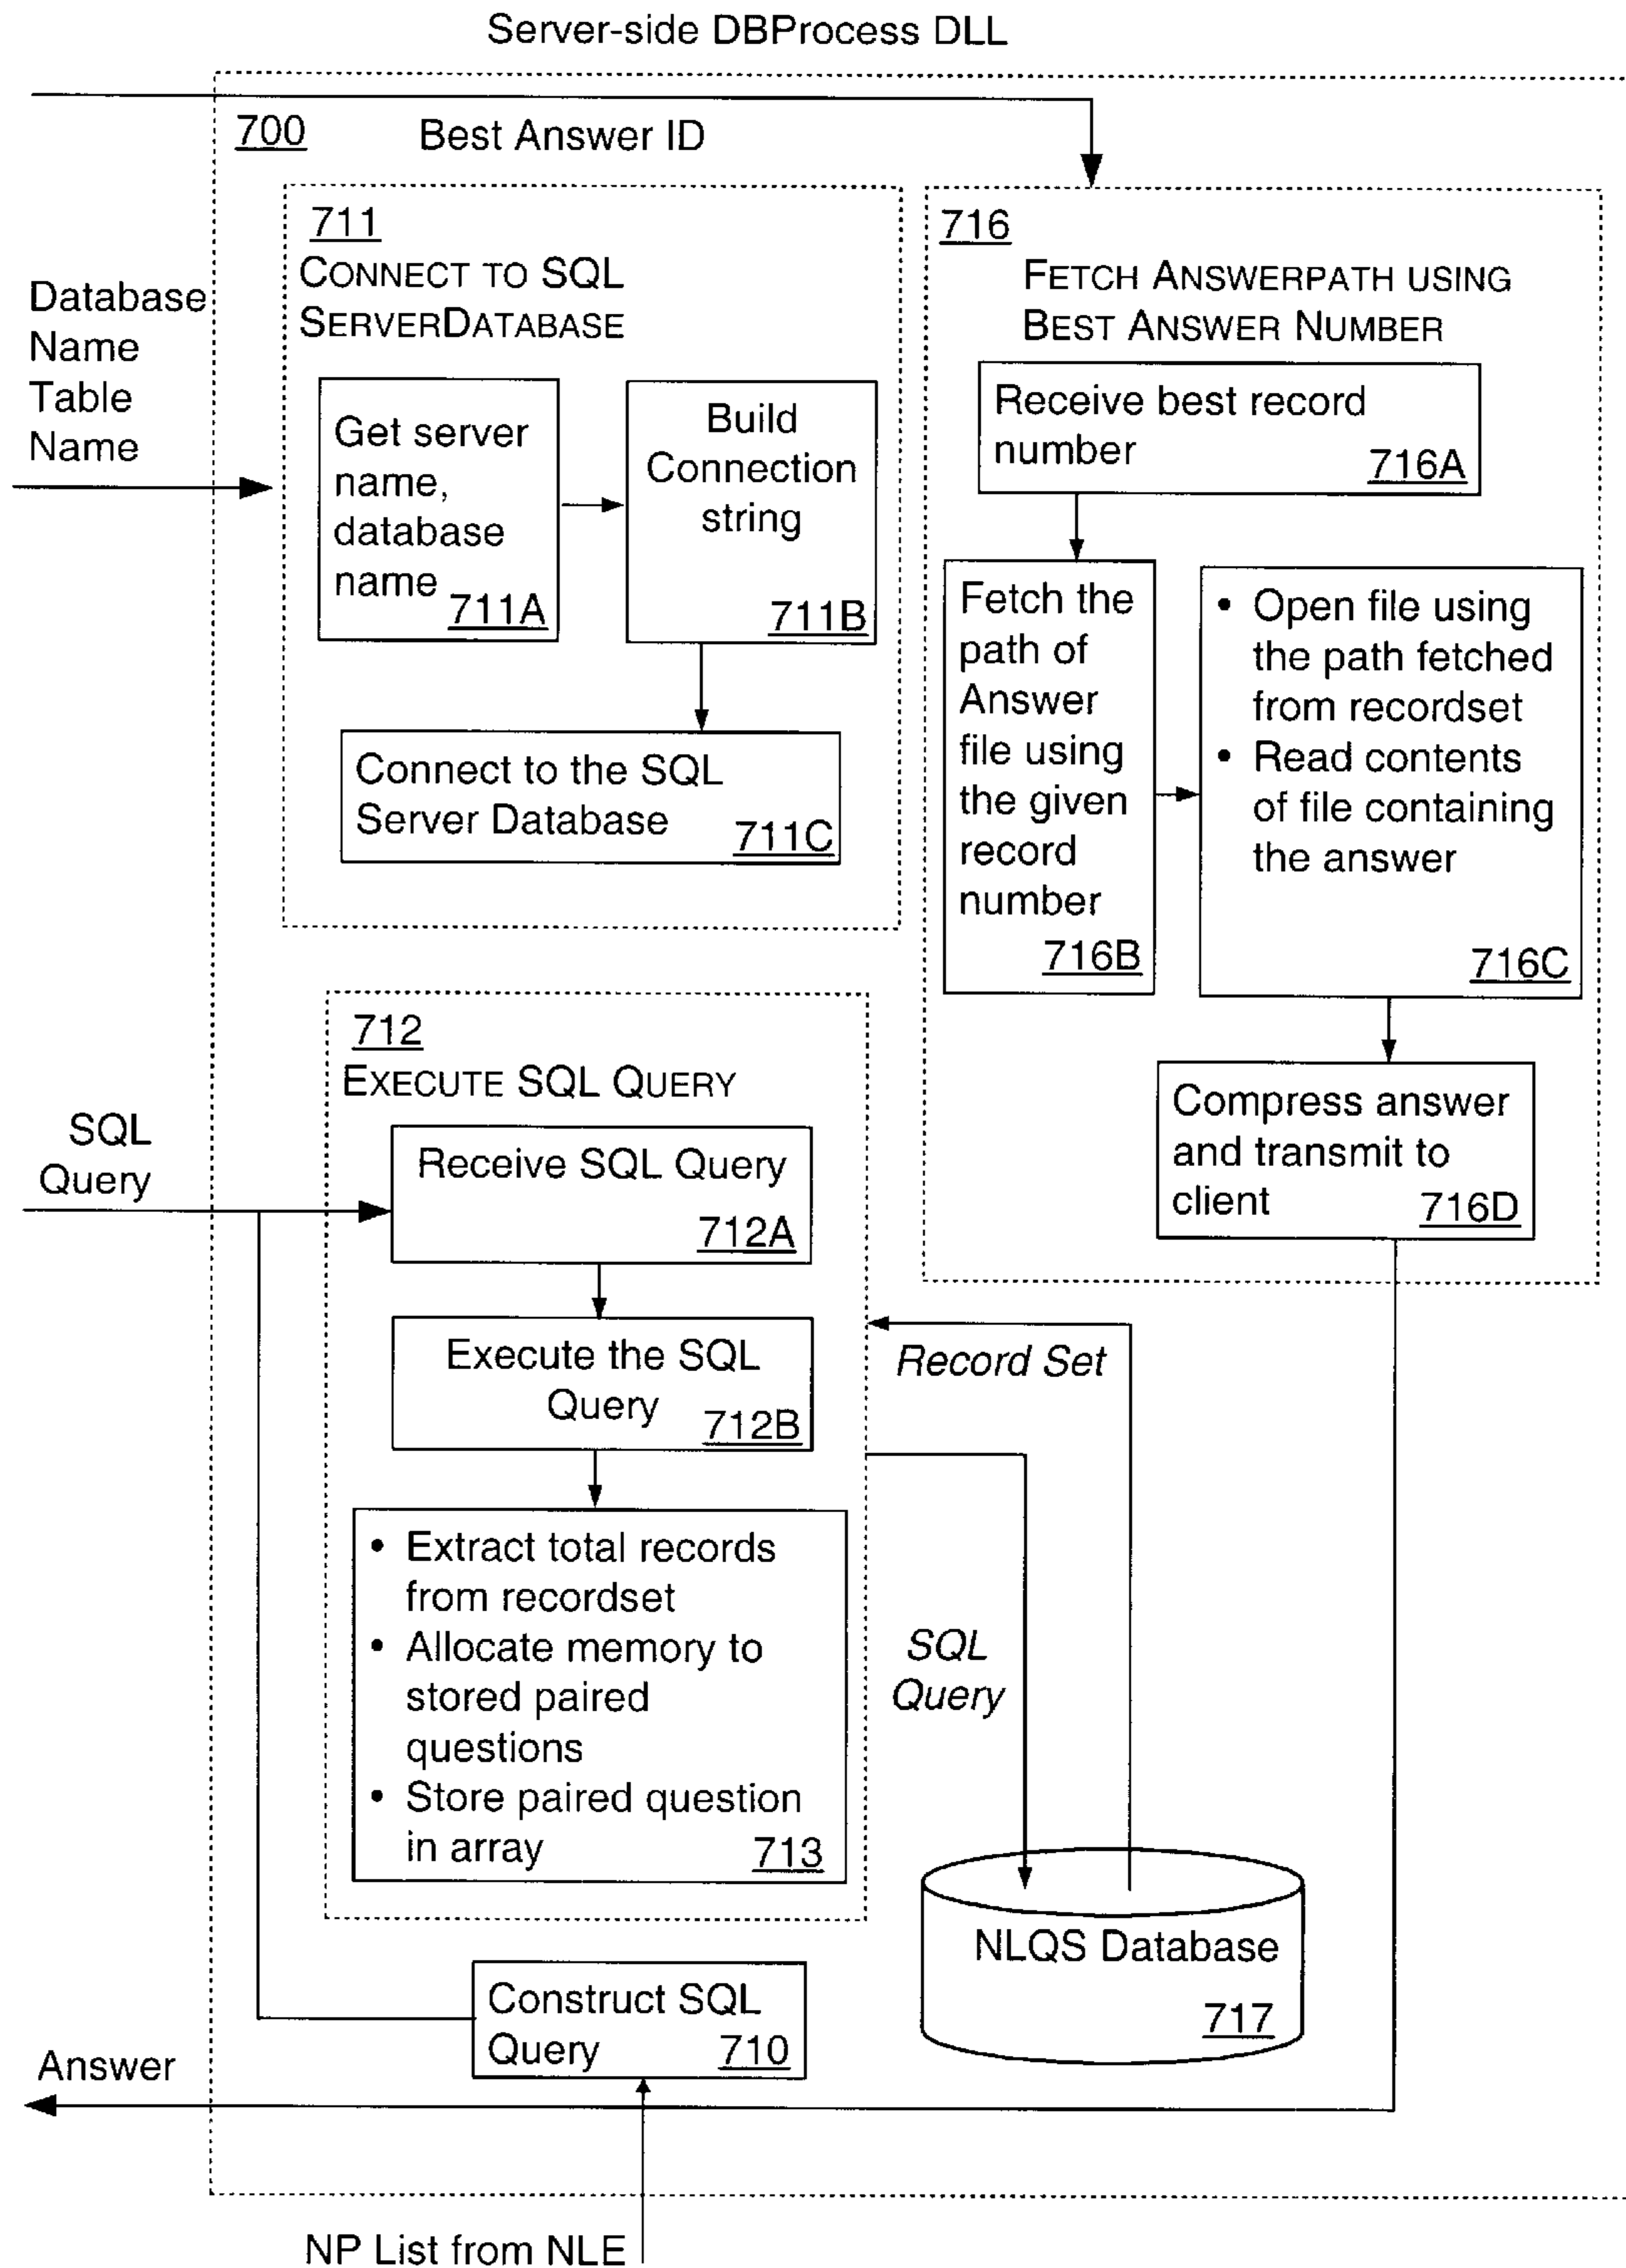 Server-side DBProcess DLL
700
Best Answer ID
Database
Name
Table
Name
711
CONNECT TO SQL
SERVERDATABASE
Get server
name,
database
name
711A
Build
Connection
string
711B
Connect to the SQL
Server Database
711C
716
FETCH ANSWERPATH USING
BEST ANSWER NUMBER
Receive best record
number
716A
Fetch the
path of
Answer
file using
the given
record
number
716B
• Open file using
the path fetched
from recordset
• Read contents
of file containing
the answer
716C
Compress answer
and transmit to
client
716D
SQL
Query
712
EXECUTE SQL QUERY
Receive SQL Query
712A
Execute the SQL
Query
712B
• Extract total records
from recordset
• Allocate memory to
stored paired
questions
• Store paired question
in array
713
Record Set
SQL
Query
NLQS Database
717
Construct SQL
Query
710
Answer
NP List from NLE